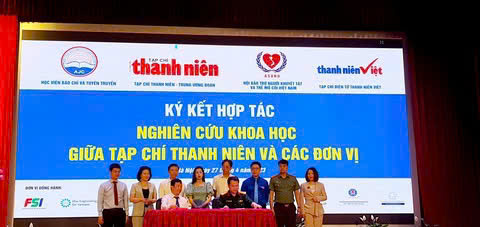 AJC
HỌC VIỆN BÁO CHÍ VÀ TUYÊN TRUYỀN
TẠP CHÍ
thanh niên
TẠP CHÍ THANH NIÊN - TRUNG ƯƠNG ĐOÀN
ASVHO
HỘI BẢO TRỢ NGƯỜI KHUYẾT TẬT
VÀ TRẺ MỒ CÔI VIỆT NAM
thanh niên Việt
TẠP CHÍ ĐIỆN TỬ THANH NIÊN VIỆT
KÝ KẾT HỢP TÁC
NGHIÊN CỨU KHOA HỌC
GIỮA TẠP CHÍ THANH NIÊN VÀ CÁC ĐƠN VỊ
ĐƠN VỊ ĐỒNG HÀNH:
FSI